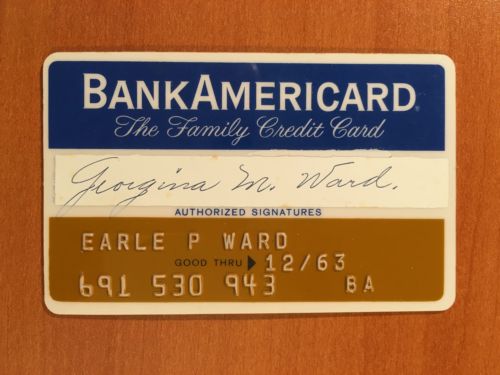 BANKAMERICARD
The Family Credit Card
Georgina M. Ward.
AUTHORIZED SIGNATURES
EARLE P WARD
GOOD THRU 12/63
691 530 943 BA